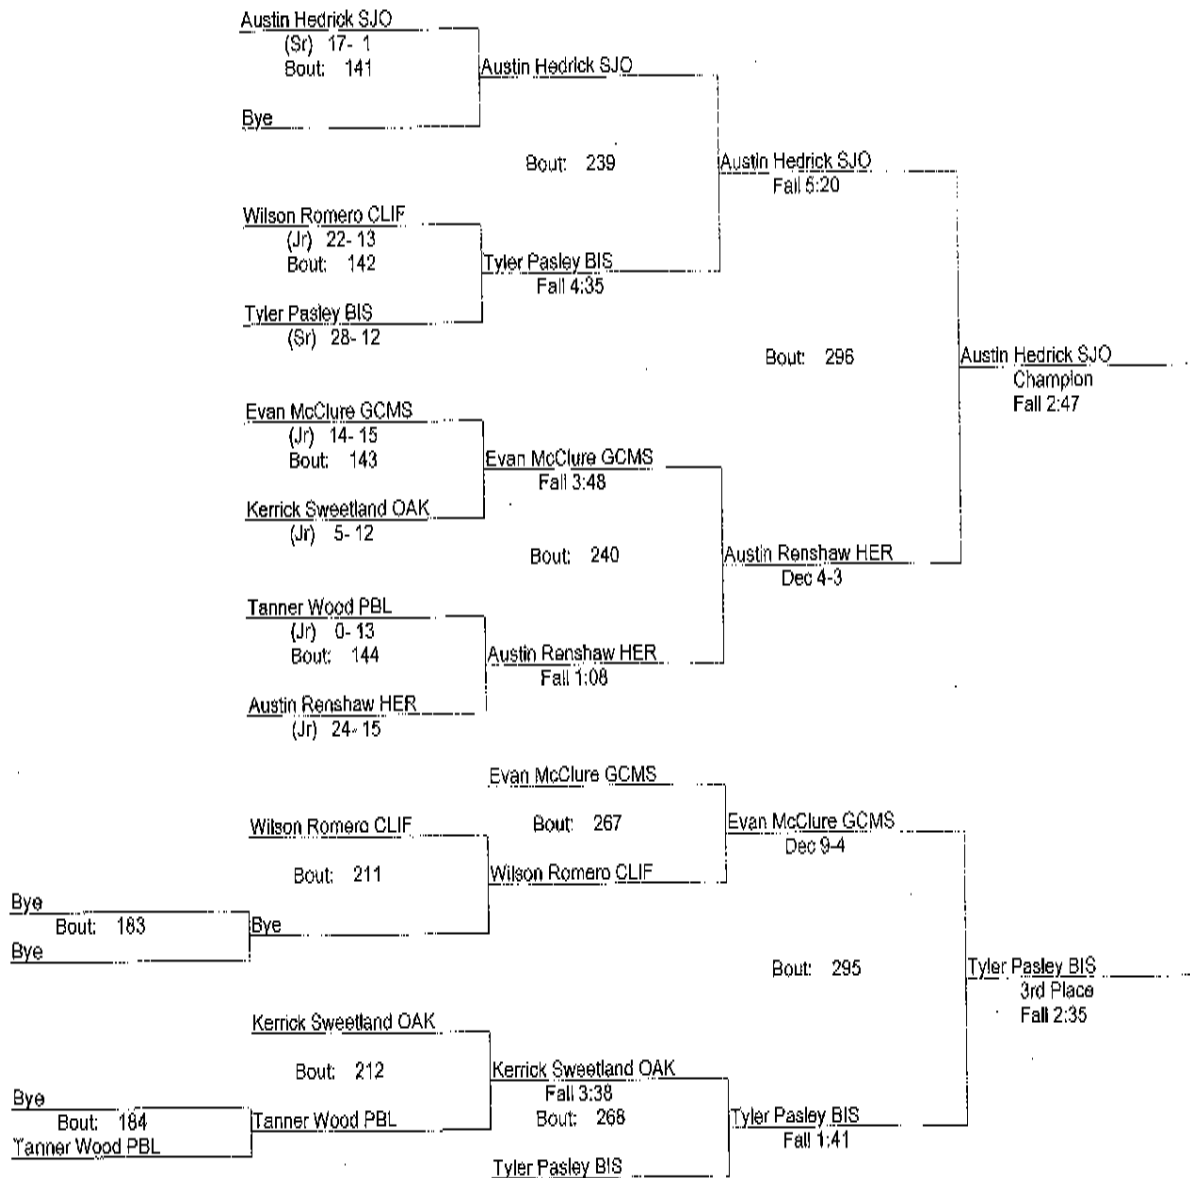 Austin Hedrick SJO
(Sr) 17- 1
Bout: 141
Austin Hedrick SJO
Bye
Bout: 239
Austin Hedrick SJO
Fall 5:20
Wilson Romero CLIF
(Jr) 22- 13
Bout: 142
Tyler Pasley BIS
Fall 4:35
Tyler Pasley BIS
(Sr) 28- 12
Bout: 296
Austin Hedrick SJO
Champion
Fall 2:47
Evan McClure GCMS
(Jr) 14- 15
Bout: 143
Evan McClure GCMS
Fall 3:48
Kerrick Sweetland OAK
(Jr) 5- 12
Bout: 240
Austin Renshaw HER
Dec 4-3
Tanner Wood PBL
(Jr) 0- 13
Bout: 144
Austin Renshaw HER
Fall 1:08
Austin Renshaw HER
(Jr) 24- 15
Evan McClure GCMS
Wilson Romero CLIF
Bout: 267
Evan McClure GCMS
Dec 9-4
Bout: 211
Wilson Romero CLIF
Bye
Bout: 183
Bye
Bye
Bout: 295
Tyler Pasley BIS
3rd Place
Fall 2:35
Kerrick Sweetland OAK
Bout: 212
Kerrick Sweetland OAK
Fall 3:38
Bye
Bout: 184
Tanner Wood PBL
Bout: 268
Tyler Pasley BIS
Fall 1:41
Tanner Wood PBL
Tyler Pasley BIS